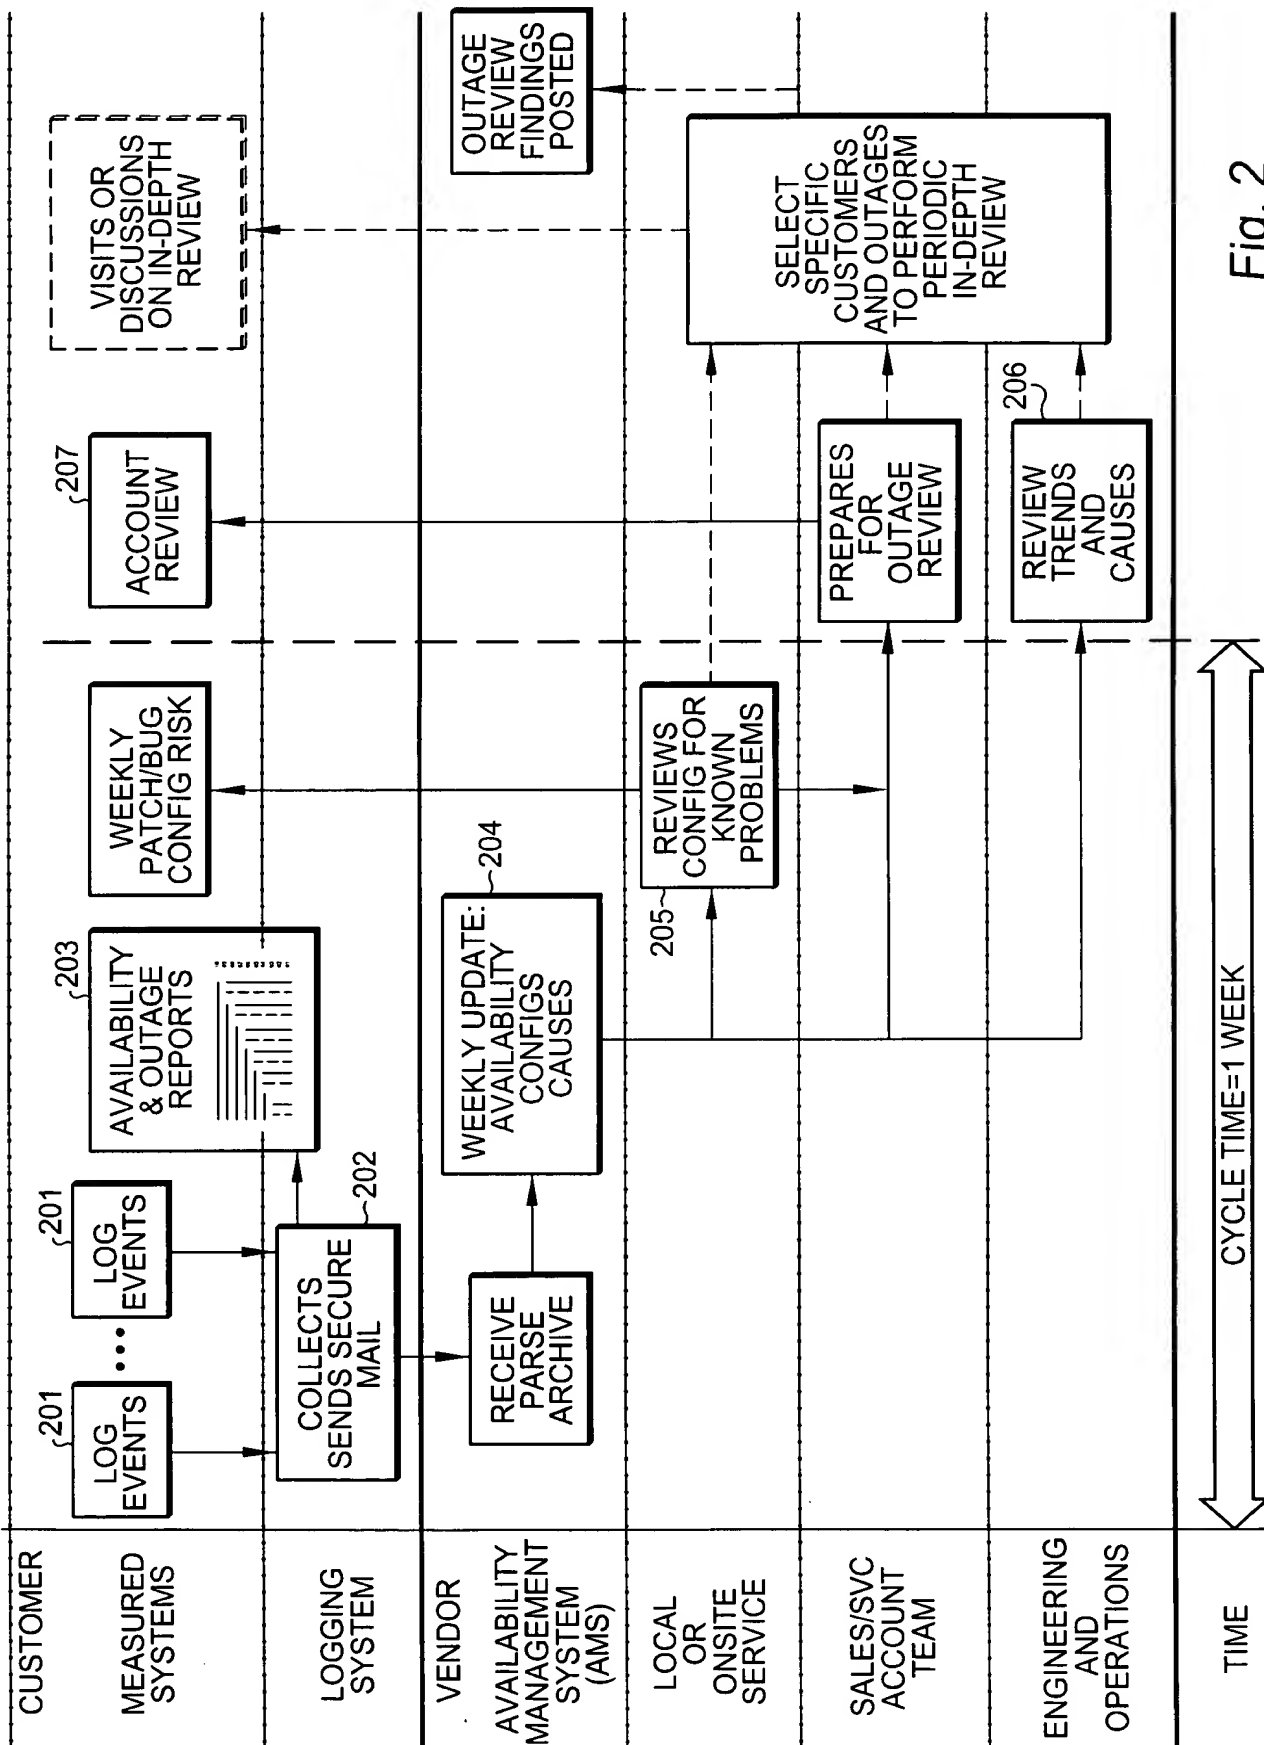 CUSTOMER
MEASURED
SYSTEMS
LOG
EVENTS
201
•••
LOG
EVENTS
201
AVAILABILITY
& OUTAGE
REPORTS
203
WEEKLY
PATCH/BUG
CONFIG RISK
ACCOUNT
REVIEW
207
VISITS OR
DISCUSSIONS
ON IN-DEPTH
REVIEW
LOGGING
SYSTEM
COLLECTS
SENDS SECURE
MAIL
202
VENDOR
AVAILABILITY
MANAGEMENT
SYSTEM
(AMS)
RECEIVE
PARSE
ARCHIVE
WEEKLY UPDATE:
AVAILABILITY
CONFIGS
CAUSES
204
OUTAGE
REVIEW
FINDINGS
POSTED
LOCAL
OR
ONSITE
SERVICE
205
REVIEWS
CONFIG FOR
KNOWN
PROBLEMS
SALES/SVC
ACCOUNT
TEAM
PREPARES
FOR
OUTAGE
REVIEW
SELECT
SPECIFIC
CUSTOMERS
AND OUTAGES
TO PERFORM
PERIODIC
IN-DEPTH
REVIEW
ENGINEERING
AND
OPERATIONS
REVIEW
TRENDS
AND
CAUSES
206
TIME
CYCLE TIME=1 WEEK
Fig. 2